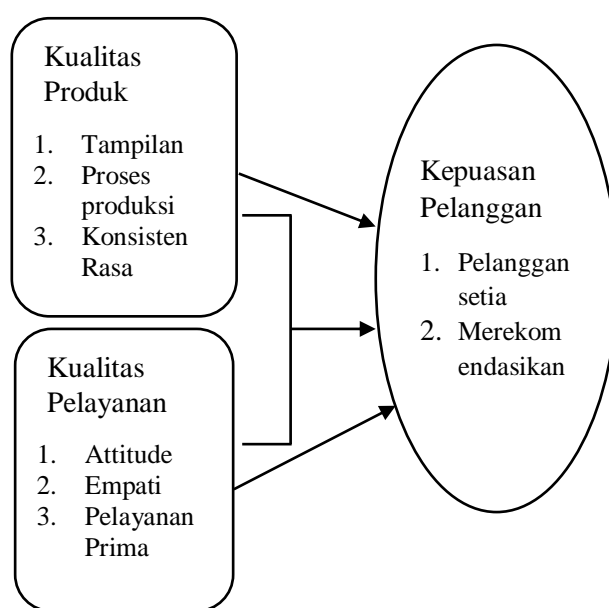 Kualitas
Produk
1. Tampilan
2. Proses
produksi
3. Konsisten
Rasa
Kualitas
Pelayanan
1. Attitude
2. Empati
3. Pelayanan
Prima
Kepuasan
Pelanggan
1. Pelanggan
setia
2. Merekom
endasikan